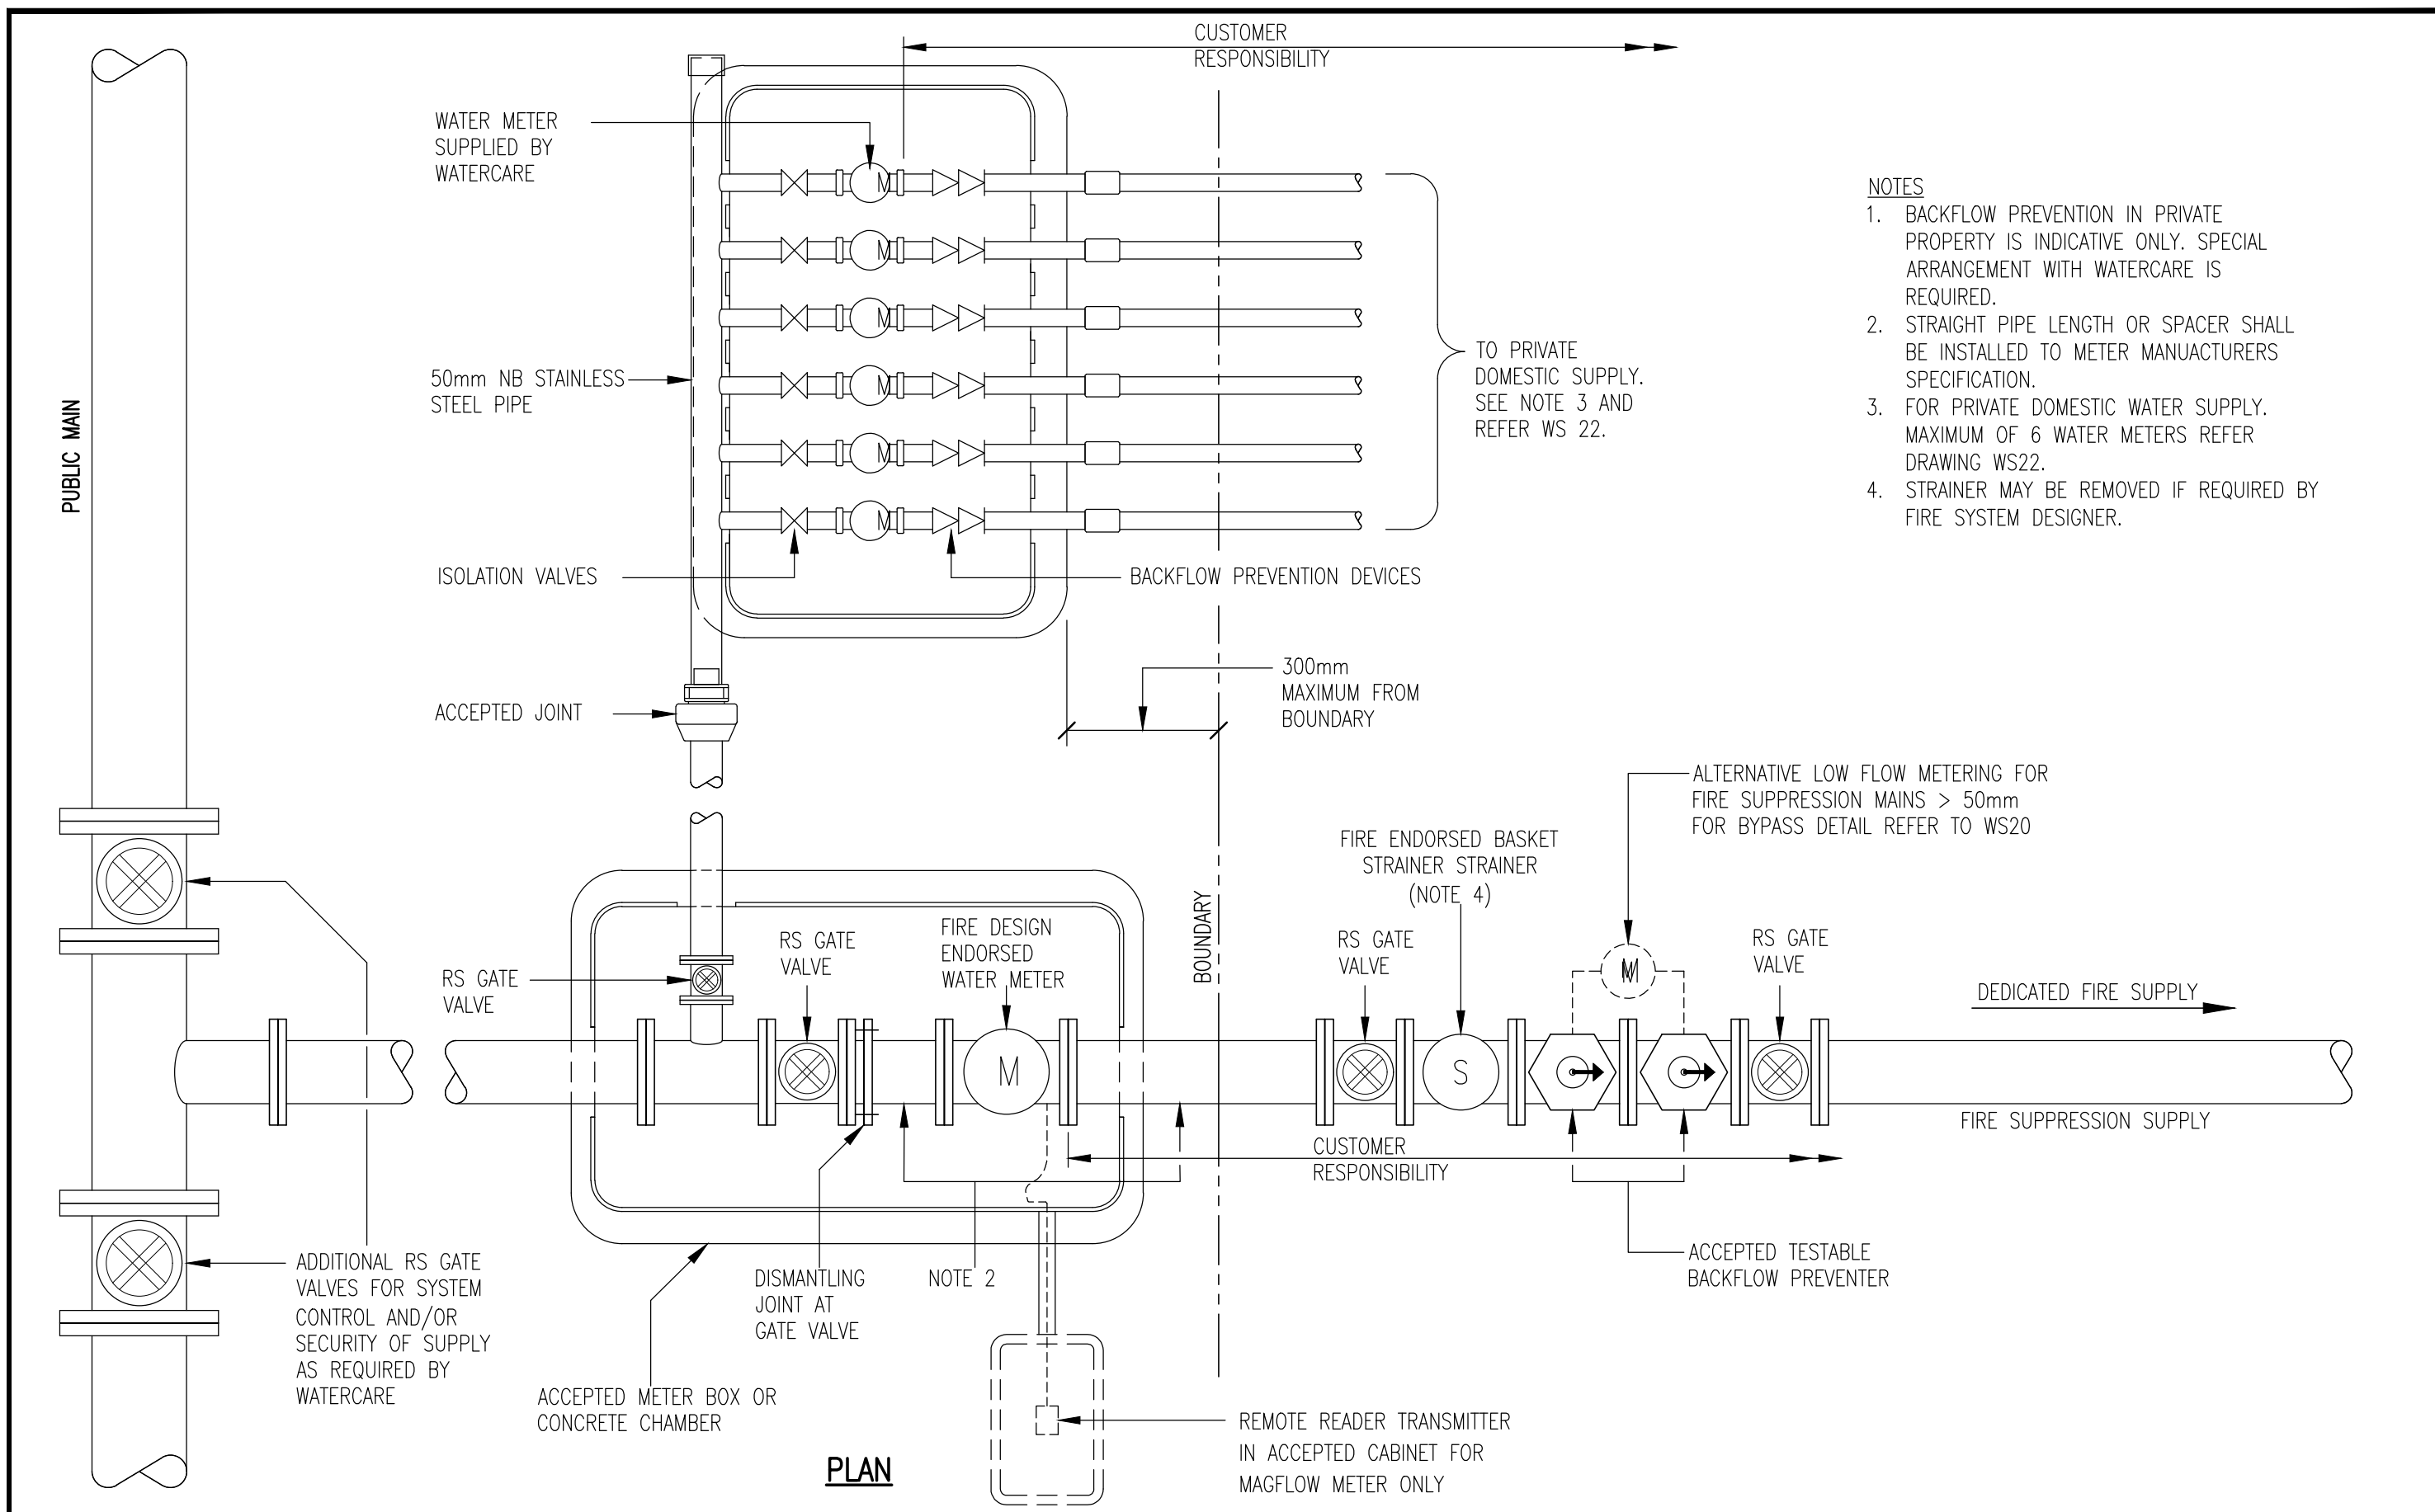 CUSTOMER
RESPONSIBILITY
WATER METER
SUPPLIED BY
WATERCARE
M
M
M
M
M
M
50mm NB STAINLESS
STEEL PIPE
TO PRIVATE
DOMESTIC SUPPLY.
SEE NOTE 3 AND
REFER WS 22.
ISOLATION VALVES
BACKFLOW PREVENTION DEVICES
NOTES
1. BACKFLOW PREVENTION IN PRIVATE
PROPERTY IS INDICATIVE ONLY. SPECIAL
ARRANGEMENT WITH WATERCARE IS
REQUIRED.
2. STRAIGHT PIPE LENGTH OR SPACER SHALL
BE INSTALLED TO METER MANUACTURERS
SPECIFICATION.
3. FOR PRIVATE DOMESTIC WATER SUPPLY.
MAXIMUM OF 6 WATER METERS REFER
DRAWING WS22.
4. STRAINER MAY BE REMOVED IF REQUIRED BY
FIRE SYSTEM DESIGNER.
PUBLIC MAIN
ACCEPTED JOINT
300mm
MAXIMUM FROM
BOUNDARY
ALTERNATIVE LOW FLOW METERING FOR
FIRE SUPPRESSION MAINS > 50mm
FOR BYPASS DETAIL REFER TO WS20
FIRE ENDORSED BASKET
STRAINER STRAINER
(NOTE 4)
BOUNDARY
RS GATE
VALVE
RS GATE
VALVE
FIRE DESIGN
ENDORSED
WATER METER
RS GATE
VALVE
RS GATE
VALVE
M
M
S
DEDICATED FIRE SUPPLY
FIRE SUPPRESSION SUPPLY
CUSTOMER
RESPONSIBILITY
ADDITIONAL RS GATE
VALVES FOR SYSTEM
CONTROL AND/OR
SECURITY OF SUPPLY
AS REQUIRED BY
WATERCARE
DISMANTLING
JOINT AT
GATE VALVE
NOTE 2
ACCEPTED TESTABLE
BACKFLOW PREVENTER
ACCEPTED METER BOX OR
CONCRETE CHAMBER
REMOTE READER TRANSMITTER
IN ACCEPTED CABINET FOR
MAGFLOW METER ONLY
PLAN